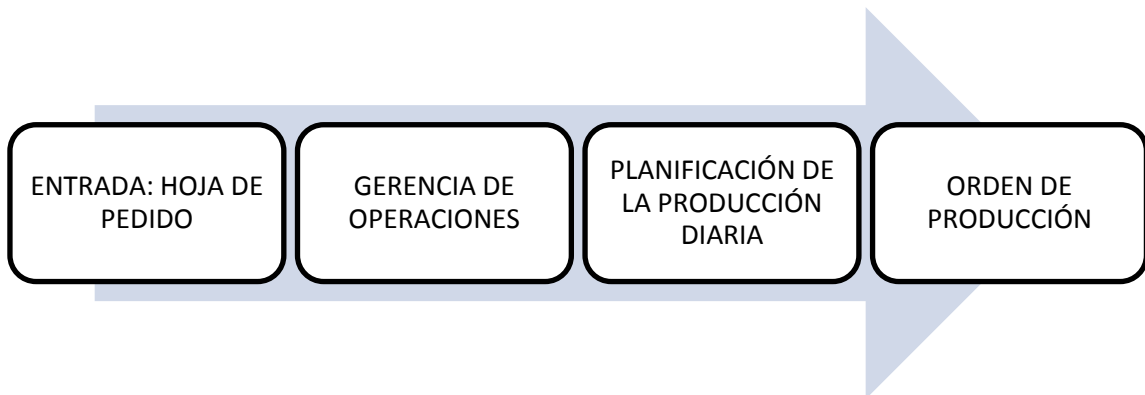 ENTRADA: HOJA DE
PEDIDO
GERENCIA DE
OPERACIONES
PLANIFICACIÓN DE
LA PRODUCCIÓN
DIARIA
ORDEN DE
PRODUCCIÓN